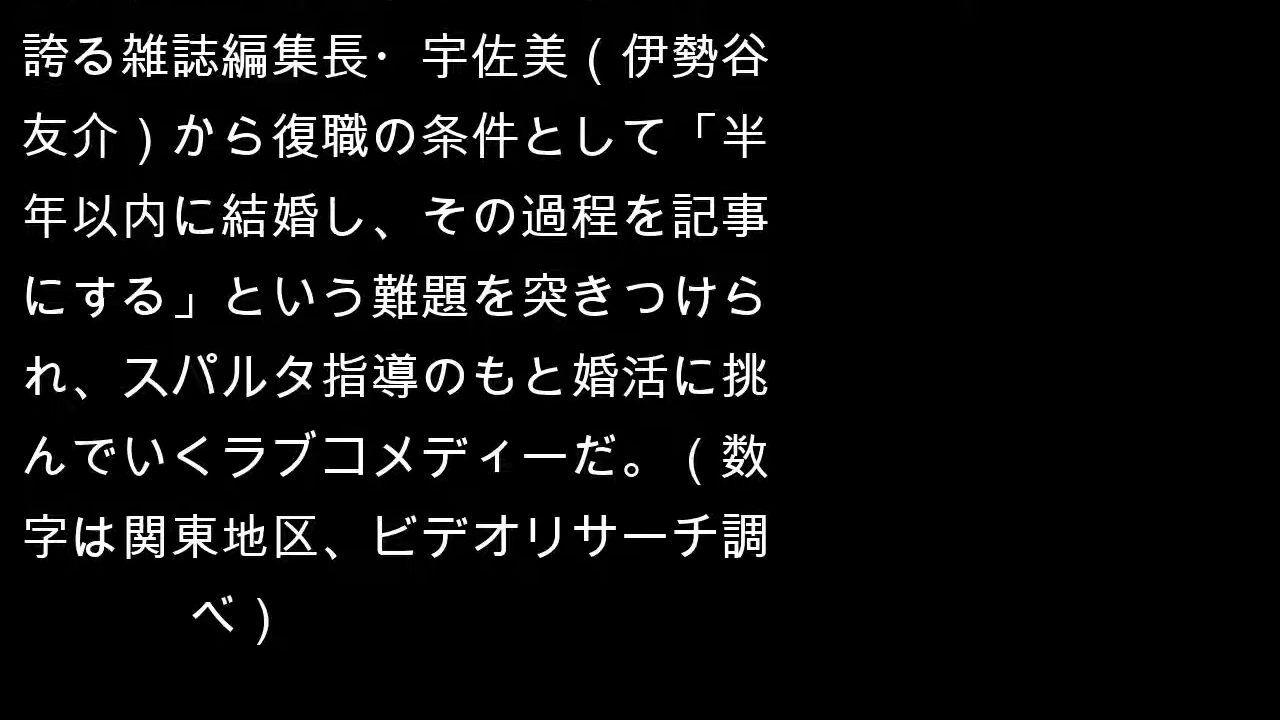 誇る雑誌編集長・宇佐美（伊勢谷
友介）から復職の条件として「半
年以内に結婚し、その過程を記事
にする」という難題を突きつけら
れ、スパルタ指導のもと婚活に挑
んでいくラブコメディーだ。（数
字は関東地区、ビデオリサーチ調
べ）